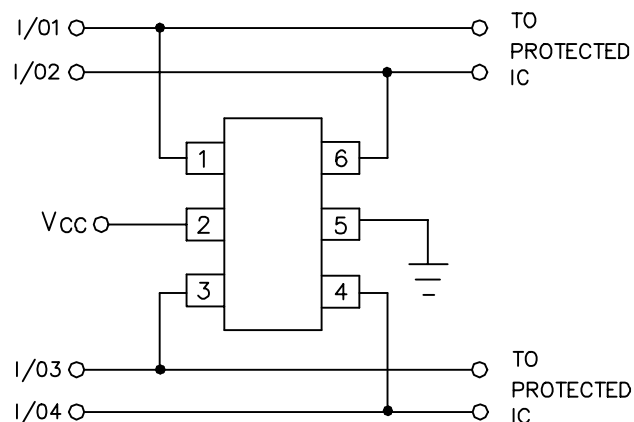 I/01
TO
PROTECTED
IC
I/02
1
6
VCC
2
5
3
4
I/03
TO
PROTECTED
IC
I/04